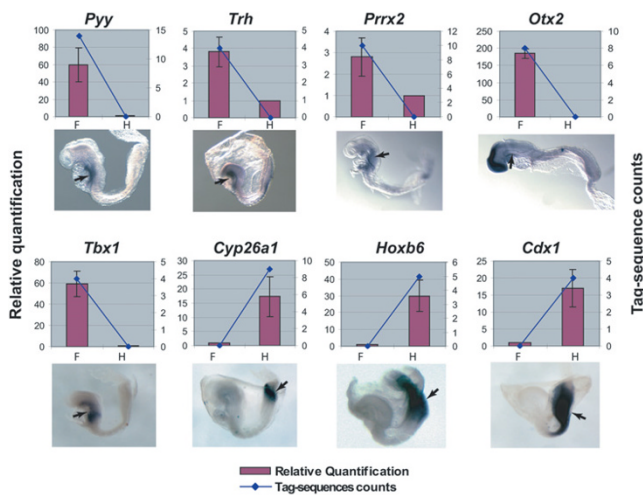 Pyy Trh Prrx2 Otx2
100 15 5 5 4 12 250 10
80 4 4 3 10 200 8
60 10 3 3 8 150 6
40 5 2 2 2 6 100 4
20 1 1 1 4 50 2
0 0 0 0 0 2 0 0
0
F H F H F H F H
Relative quantification
Tag-sequence counts
Tbx1 Cyp26a1 Hoxb6 Cdx1
80 5 30 10 50 6 25 5
60 4 25 8 40 5 20 4
40 3 20 6 30 4 15 3
20 2 15 4 20 3 10 2
0 1 10 2 10 2 5 1
0 5 0 0 1 0 0
0 0
F H F H F H F H
Relative Quantification
Tag-sequences counts